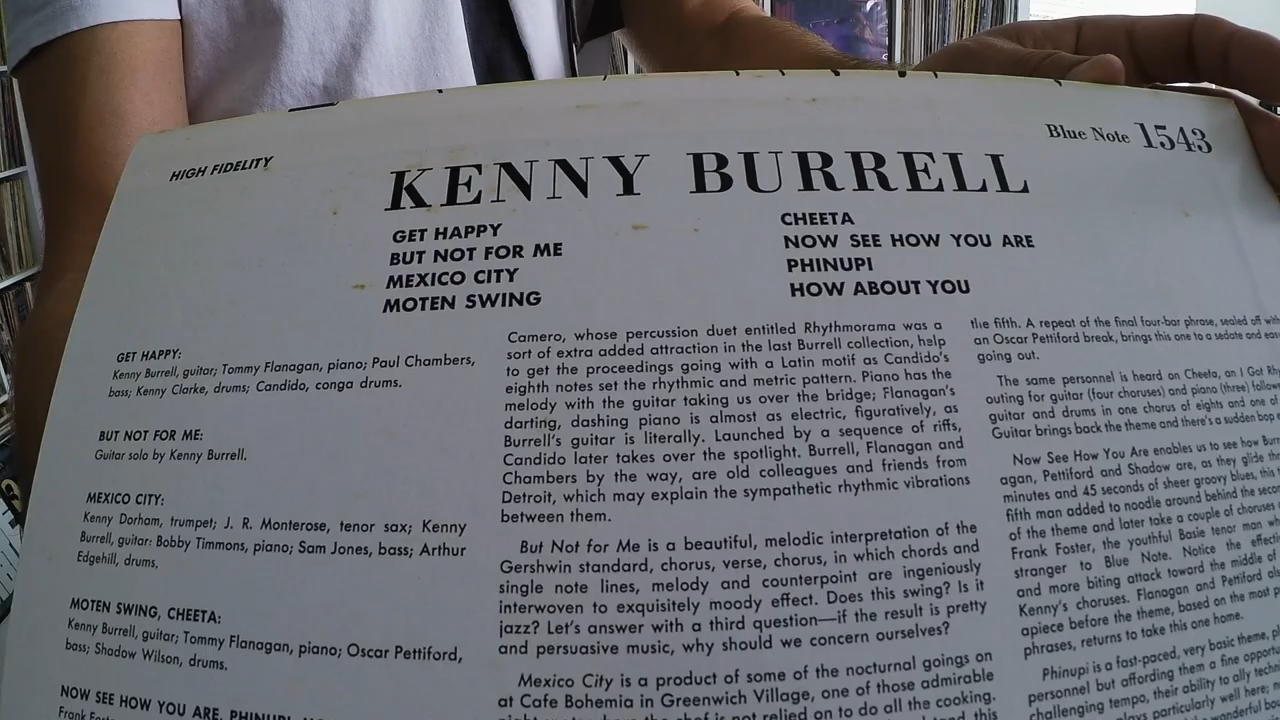 HIGH FIDELITY
Blue Note 1543
KENNY BURRELL
GET HAPPY
BUT NOT FOR ME
MEXICO CITY
MOTEN SWING
CHEETA
NOW SEE HOW YOU ARE
PHINUPI
HOW ABOUT YOU
GET HAPPY:
Kenny Burrell, guitar; Tommy Flanagan, piano; Paul Chambers,
bass; Kenny Clarke, drums; Candido, conga drums.
BUT NOT FOR ME:
Guitar solo by Kenny Burrell.
MEXICO CITY:
Kenny Dorham, trumpet; J. R. Monterose, tenor sax; Kenny
Burrell, guitar: Bobby Timmons, piano; Sam Jones, bass; Arthur
Edgehill, drums.
MOTEN SWING, CHEETA:
Kenny Burrell, guitar; Tommy Flanagan, piano; Oscar Pettiford,
bass; Shadow Wilson, drums.
NOW SEE HOW YOU ARE, PHINUPI,
Frank
Camero, whose percussion duet entitled Rhythmorama was a
sort of extra added attraction in the last Burrell collection, help
to get the proceedings going with a Latin motif as Candido's
eighth notes set the rhythmic and metric pattern. Piano has the
melody with the guitar taking us over the bridge; Flanagan's
darting, dashing piano is almost as electric, figuratively, as
Burrell's guitar is literally. Launched by a sequence of riffs,
Candido later takes over the spotlight. Burrell, Flanagan and
Chambers by the way, are old colleagues and friends from
Detroit, which may explain the sympathetic rhythmic vibrations
between them.
But Not for Me is a beautiful, melodic interpretation of the
Gershwin standard, chorus, verse, chorus, in which chords and
single note lines, melody and counterpoint are ingeniously
interwoven to exquisitely moody effect. Does this swing? Is it
jazz? Let's answer with a third question—if the result is pretty
and persuasive music, why should we concern ourselves?
Mexico City is a product of some of the nocturnal goings on
at Cafe Bohemia in Greenwich Village, one of those admirable
chef is not relied on to do all the cooking.
this
the fifth. A repeat of the final four-bar phrase, sealed off with
an Oscar Pettiford break, brings this one to a sedate and
going out.
The same personnel is heard on Cheeta, an I Got
outing for guitar (four choruses) and piano (three)
guitar and drums in one chorus of eights and one of
Guitar brings back the theme and there's a sudden bop
Now See How You Are enables us to see how
agan, Pettiford and Shadow are, as they glide
minutes and 45 seconds of sheer groovy blues, this
fifth man added to noodle around behind the
of the theme and later take a couple of choruses
Frank Foster, the youthful Basie tenor man
stranger to Blue Note. Notice the
and more biting attack toward the middle of
Kenny's choruses. Flanagan and Pettiford
apiece before the theme, based on the most
phrases, returns to take this one home.
Phinupi is a fast-paced, very basic theme,
personnel but affording them a fine
challenging tempo, their ability to ally
plays particularly well here;
wonderful